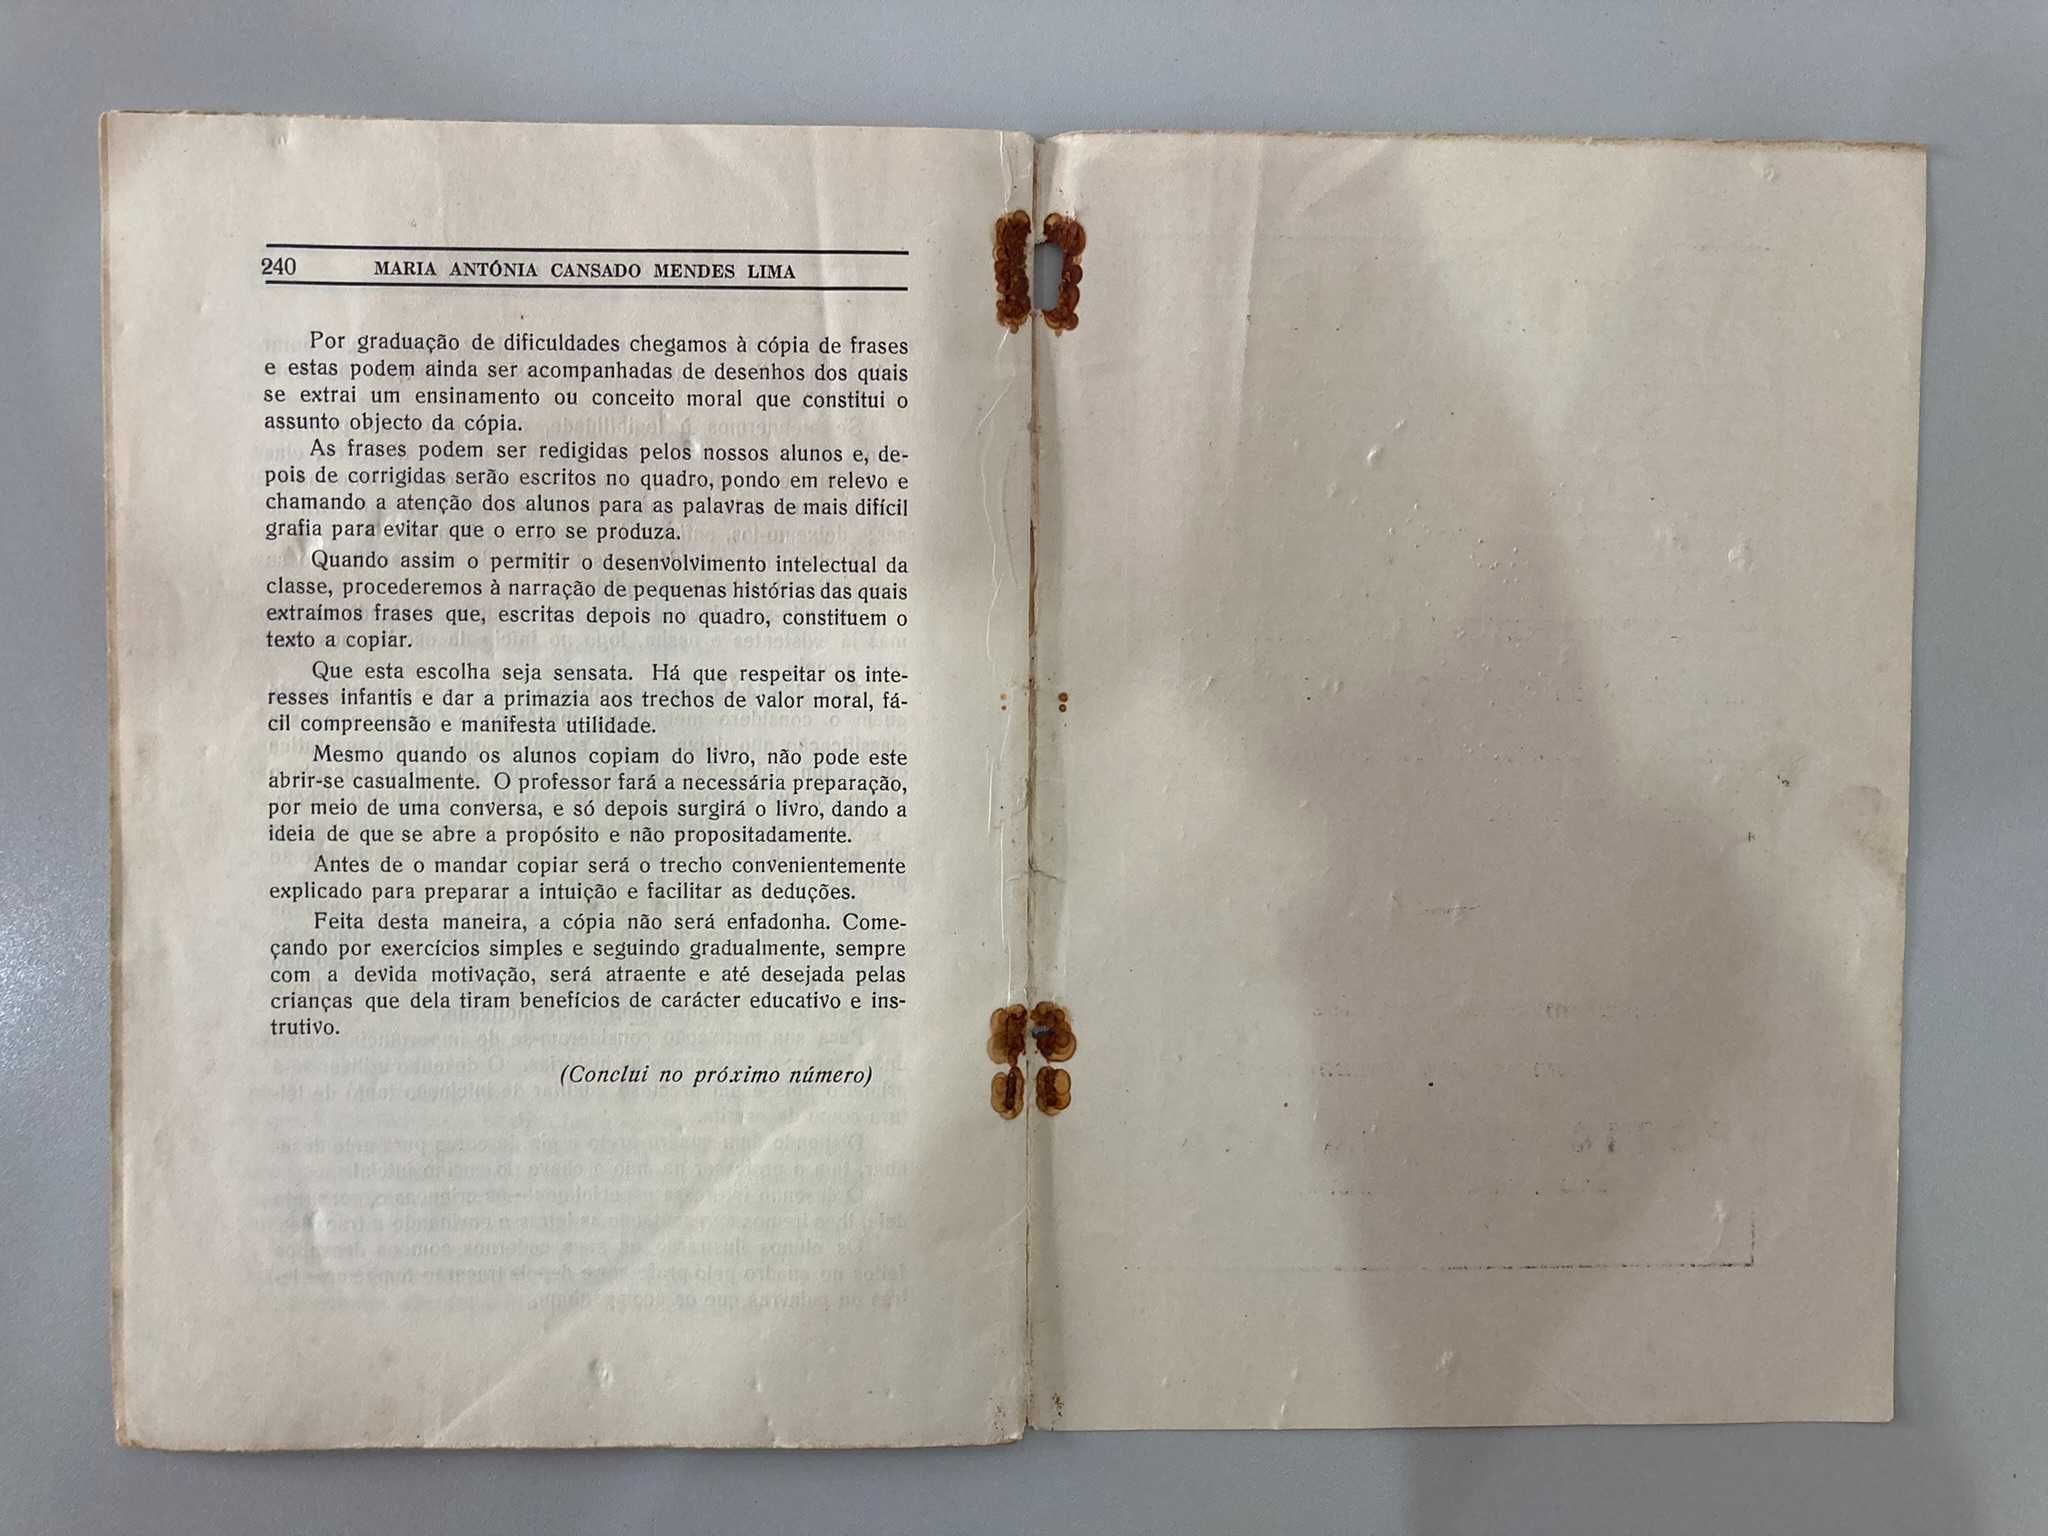 240 MARIA ANTÓNIA CANSADO MENDES LIMA
Por graduação de dificuldades chegamos à cópia de frases
e estas podem ainda ser acompanhadas de desenhos dos quais
se extrai um ensinamento ou conceito moral que constitui o
assunto objecto da cópia.
As frases podem ser redigidas pelos nossos alunos e, de-
pois de corrigidas serão escritos no quadro, pondo em relevo e
chamando a atenção dos alunos para as palavras de mais difícil
grafia para evitar que o erro se produza.
Quando assim o permitir o desenvolvimento intelectual da
classe, procederemos à narração de pequenas histórias das quais
extraímos frases que, escritas depois no quadro, constituem o
texto a copiar.
Que esta escolha seja sensata. Há que respeitar os inte-
resses infantis e dar a primazia aos trechos de valor moral, fá-
cil compreensão e manifesta utilidade.
Mesmo quando os alunos copiam do livro, não pode este
abrir-se casualmente. O professor fará a necessária preparação,
por meio de uma conversa, e só depois surgirá o livro, dando a
ideia de que se abre a propósito e não propositadamente.
Antes de o mandar copiar será o trecho convenientemente
explicado para preparar a intuição e facilitar as deduções.
Feita desta maneira, a cópia não será enfadonha. Come-
çando por exercícios simples e seguindo gradualmente, sempre
com a devida motivação, será atraente e até desejada pelas
crianças que dela tiram benefícios de carácter educativo e ins-
trutivo.
(Conclui no próximo número)